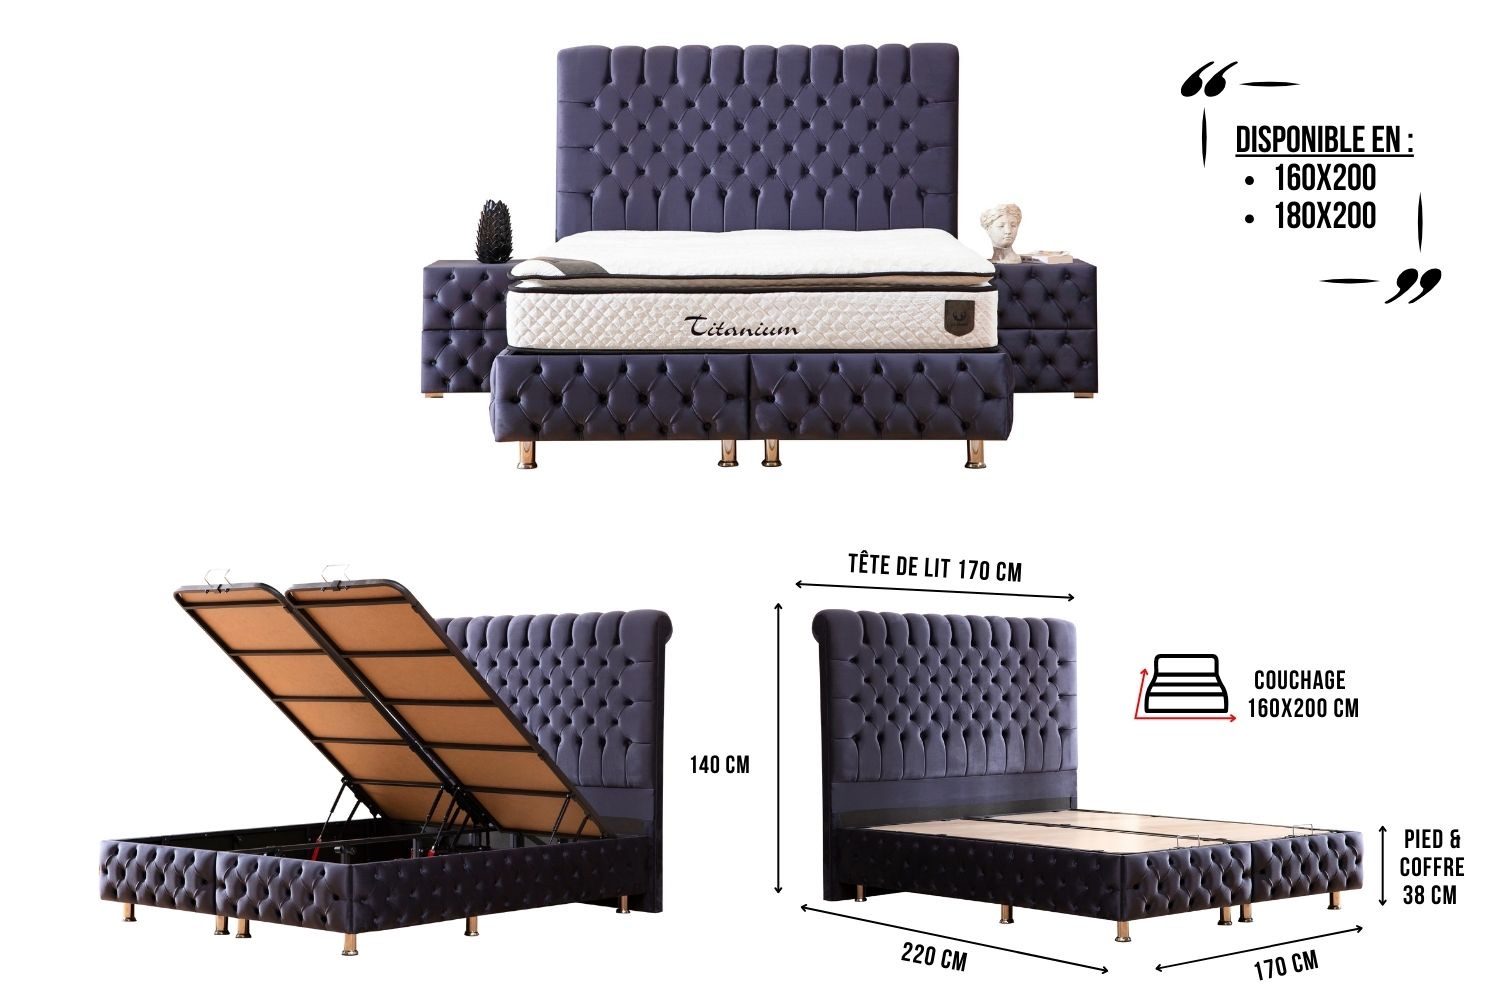 DISPONIBLE EN :
• 160X200
• 180X200
Titanium
TÊTE DE LIT 170 CM
140 CM
COUCHAGE
160X200 CM
PIED &
COFFRE
38 CM
220 CM
170 CM